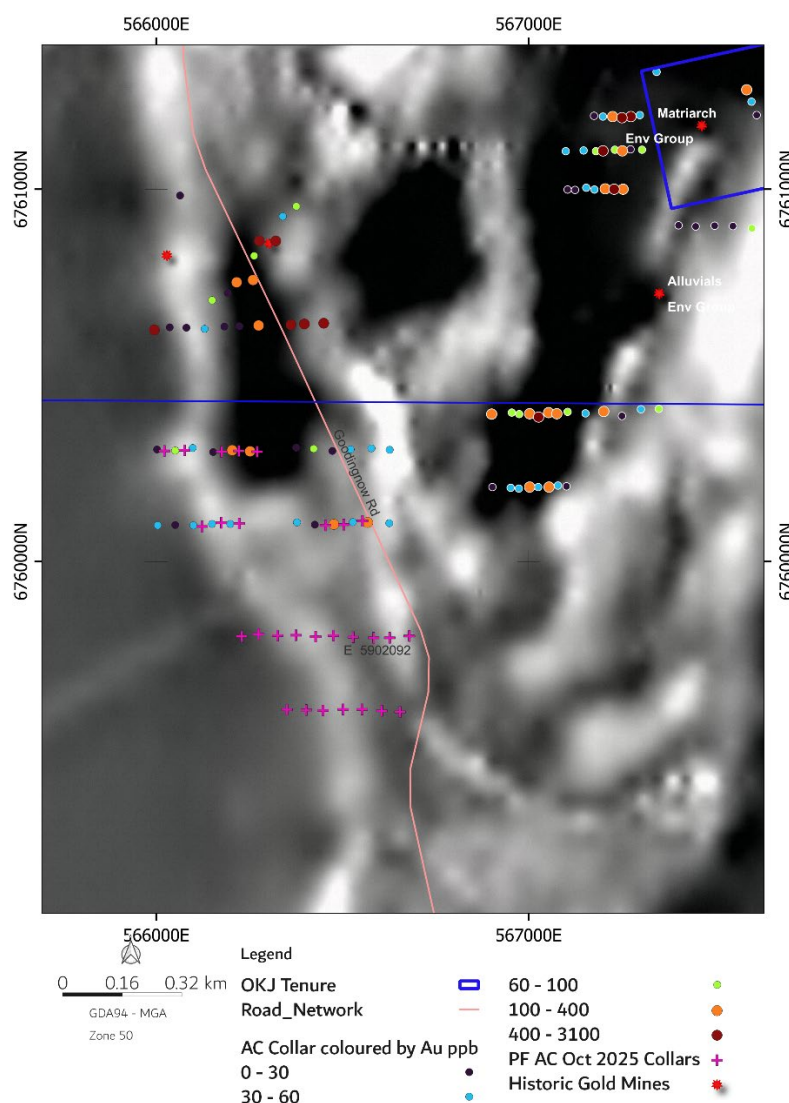 566000E 567000E
Matriarch
Env Group
6761000N 6761000N
Alluvials
Env Group
Goodingnow Rd
6760000N 6760000N
E 5902092
566000E 567000E
Legend
0 0.16 0.32 km
GDA94 - MGA
Zone 50
OKJ Tenure
Road_Network
AC Collar coloured by Au ppb
0 - 30
30 - 60
60 - 100
100 - 400
400 - 3100
PF AC Oct 2025 Collars
Historic Gold Mines